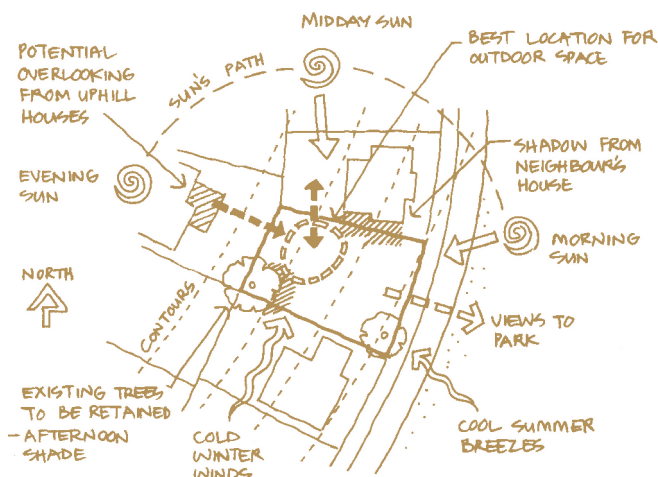 MIDDAY SUN
POTENTIAL
OVERLOOKING
FROM UPHILL
HOUSES
SUN'S PATH
BEST LOCATION FOR
OUTDOOR SPACE
SHADOW FROM
NEIGHBOUR'S
HOUSE
EVENING
SUN
MORNING
SUN
NORTH
CONTOURS
VIEWS TO
PARK
EXISTING TREES
TO BE RETAINED
- AFTERNOON
SHADE
COLD
WINTER
WINDS
COOL SUMMER
BREEZES